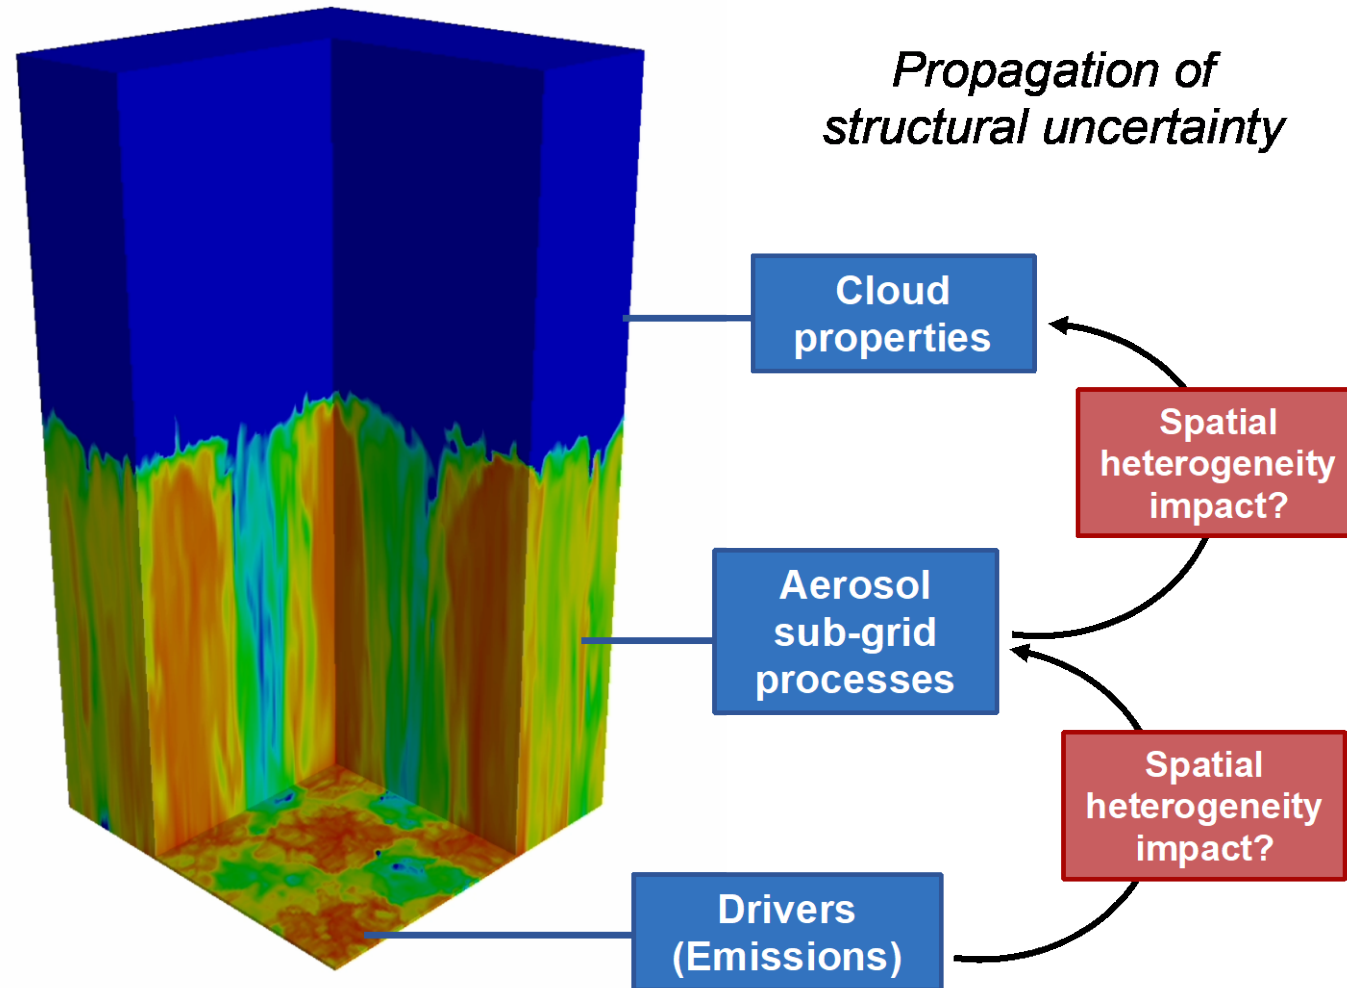 Propagation of
structural uncertainty
Cloud
properties
Spatial
heterogeneity
impact?
Aerosol
sub-grid
processes
Spatial
heterogeneity
impact?
Drivers
(Emissions)